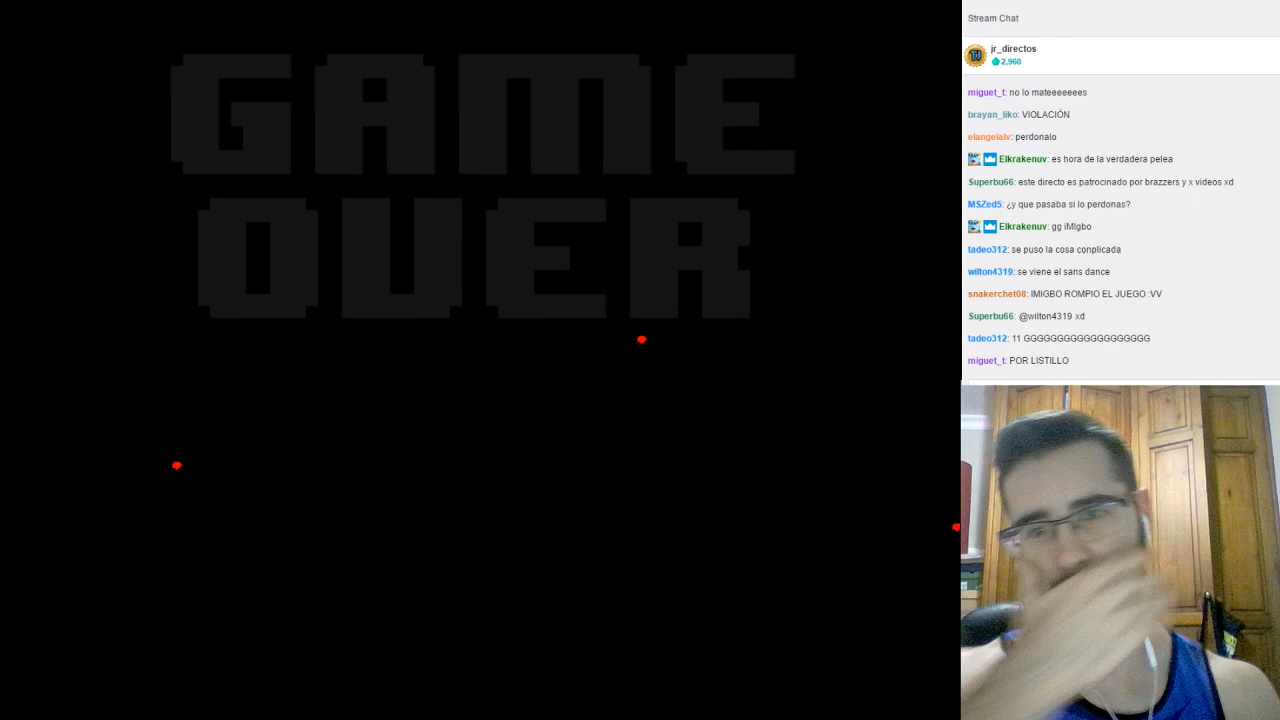 GAME
OVER
Stream Chat
jr_directos
2,960
miguet_t: no lo mateeeeeees
brayan_liko: VIOLACIÓN
elangelalv: perdonalo
Elkrakenuv: es hora de la verdadera pelea
Superbu66: este directo es patrocinado por brazzers y x videos xd
MSZed5: ¿y que pasaba si lo perdonas?
Elkrakenuv: gg iMIgbo
tadeo312: se puso la cosa conplicada
wilton4319: se viene el sans dance
snakerchet08: IMIGBO ROMPIO EL JUEGO :VV
Superbu66: @wilton4319 xd
tadeo312: 11 GGGGGGGGGGGGGGGGGGG
miguet_t: POR LISTILLO